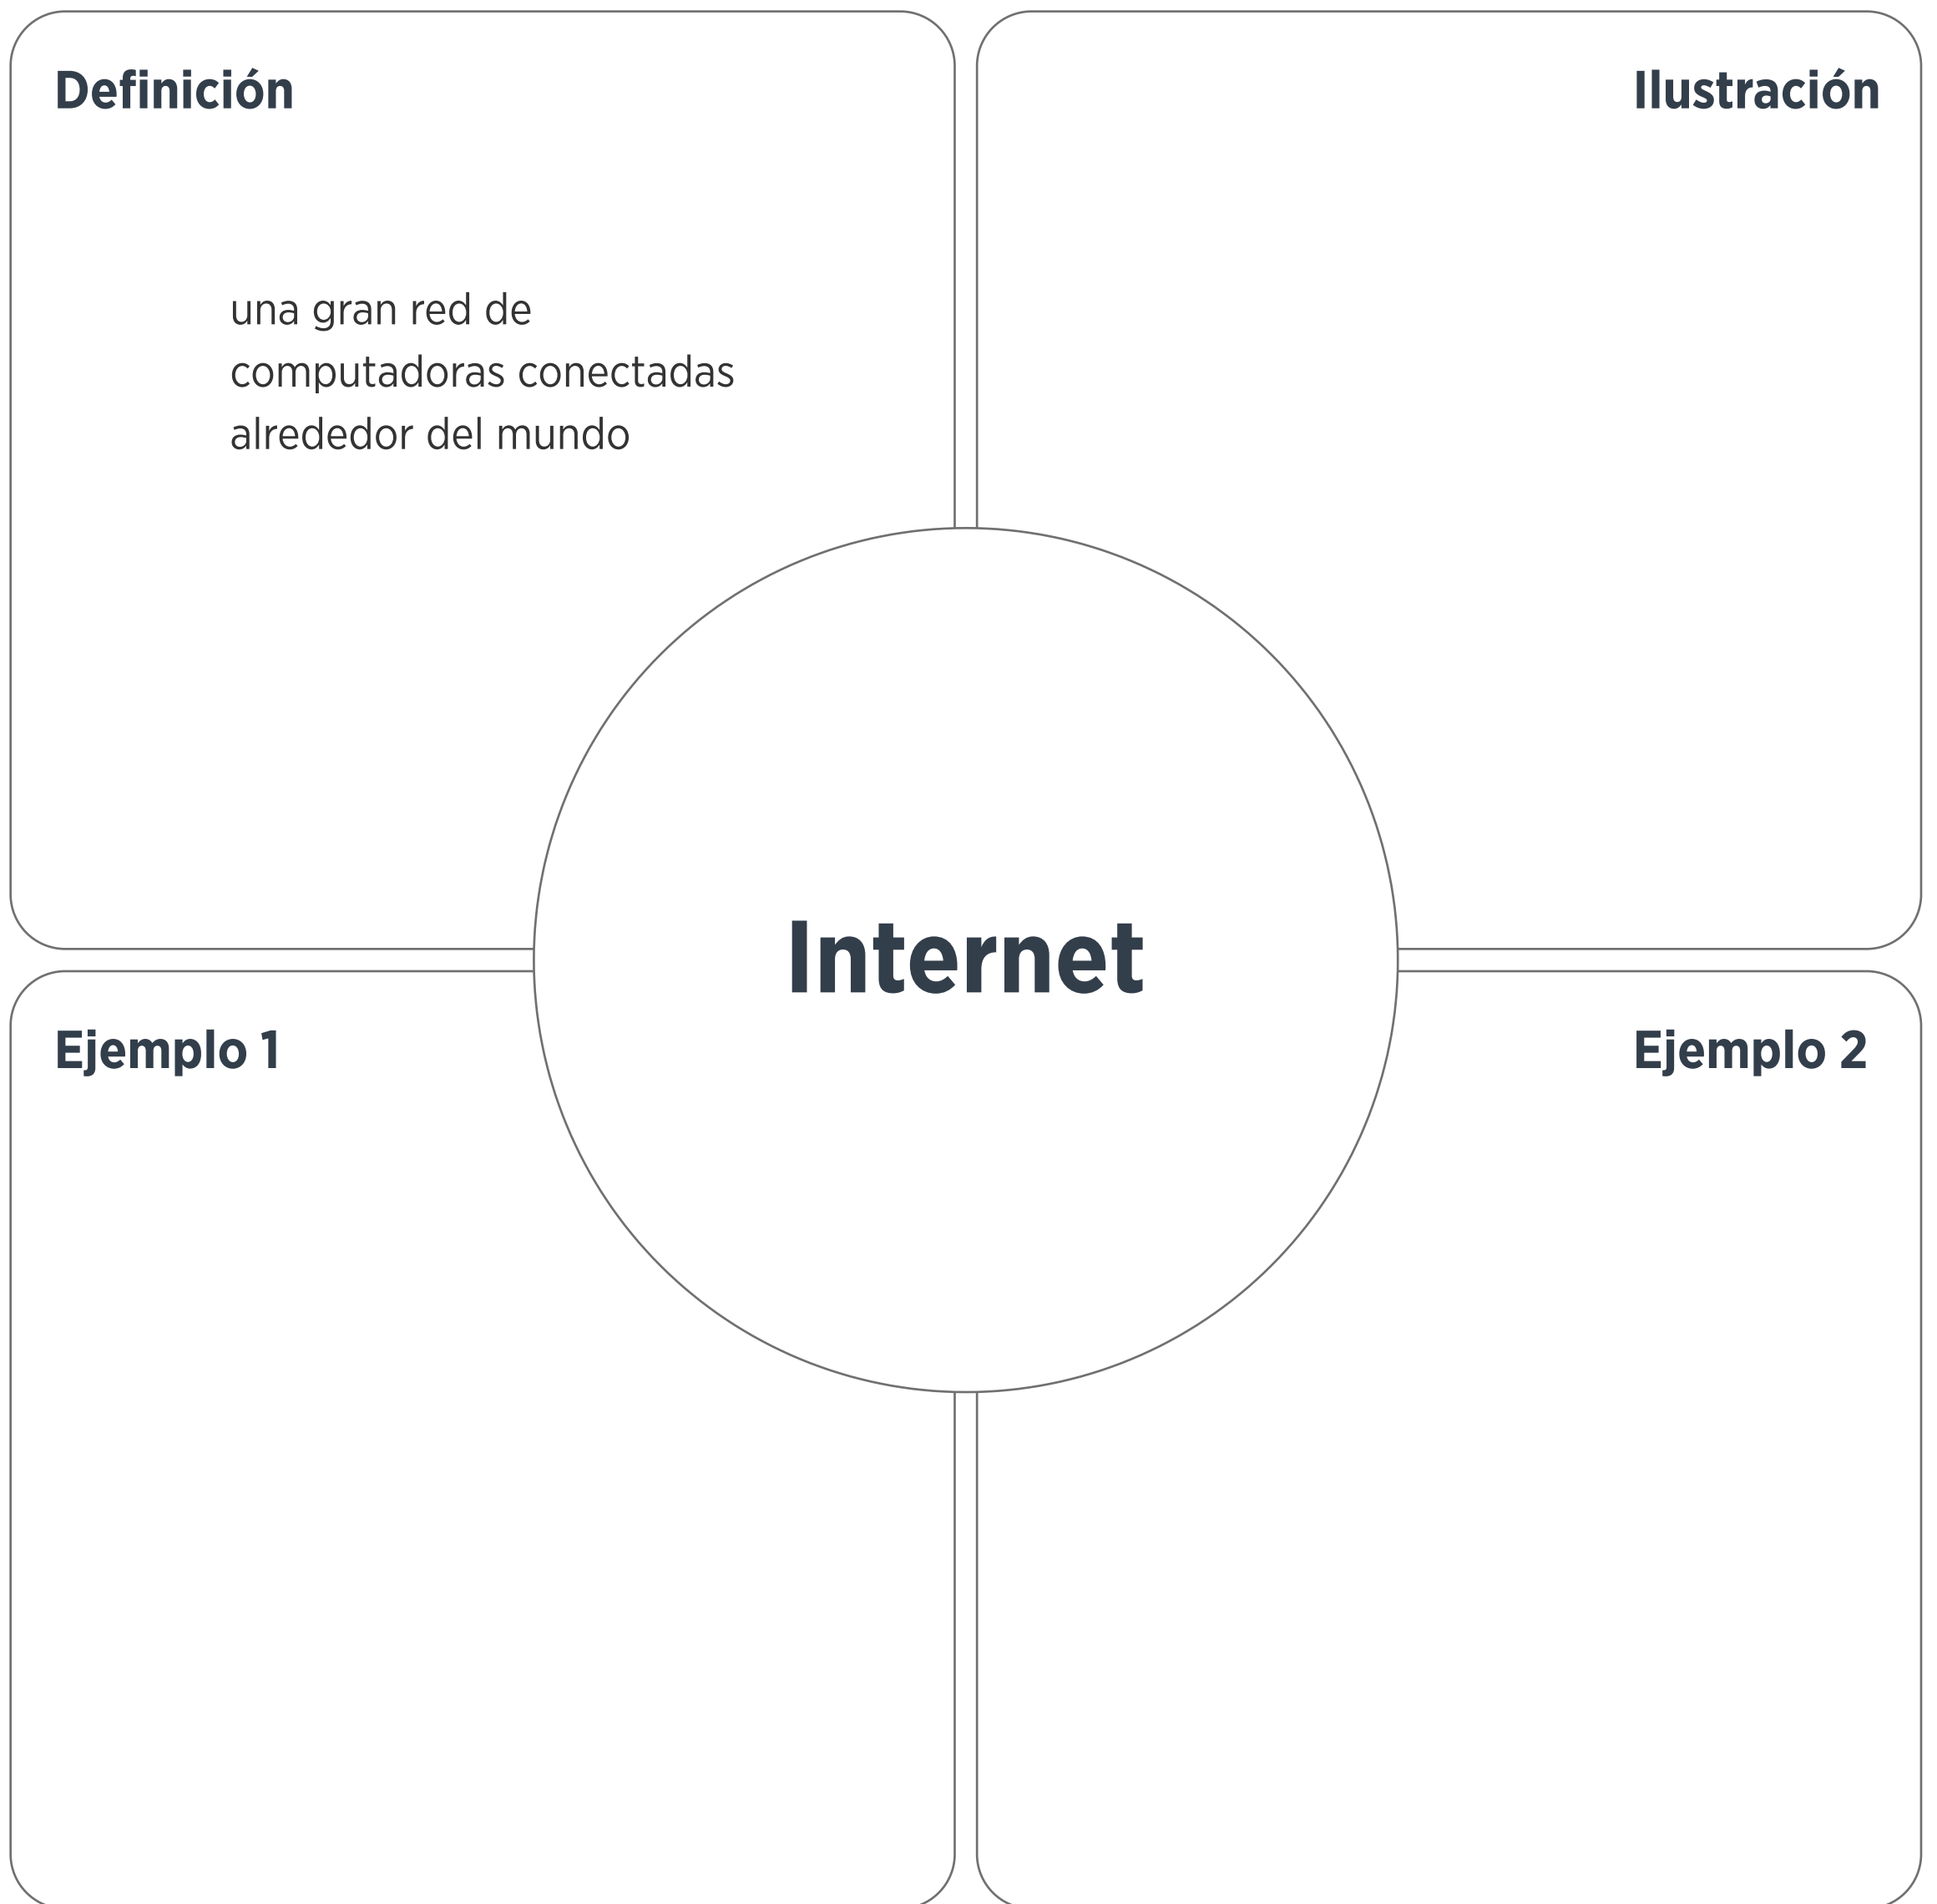 Definición
una gran red de
computadoras conectadas
alrededor del mundo
Ilustración
Internet
Ejemplo 1
Ejemplo 2